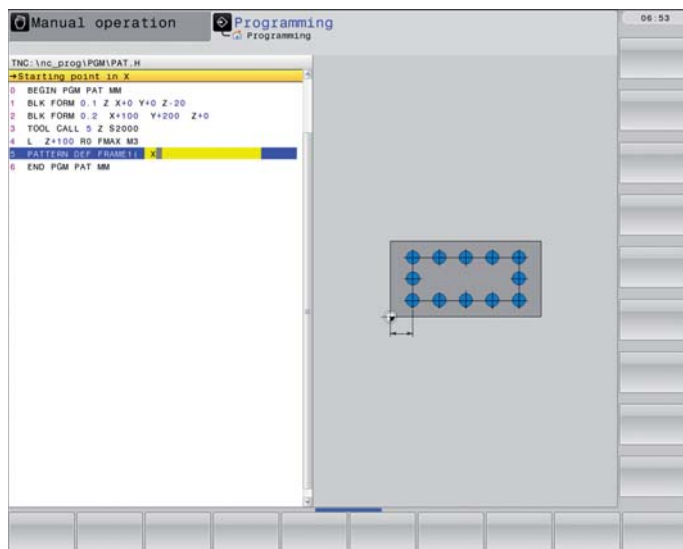 Manual operation
Programming
Programming
06:53
TNC:\nc_prog\PGM\PAT.H
→Starting point in X
0 BEGIN PGM PAT MM
1 BLK FORM 0.1 Z X+0 Y+0 Z-20
2 BLK FORM 0.2 X+100 Y+200 Z+0
3 TOOL CALL 5 Z S2000
4 L Z+100 R0 FMAX M3
5 PATTERN DEF FRAME1( X
6 END PGM PAT MM